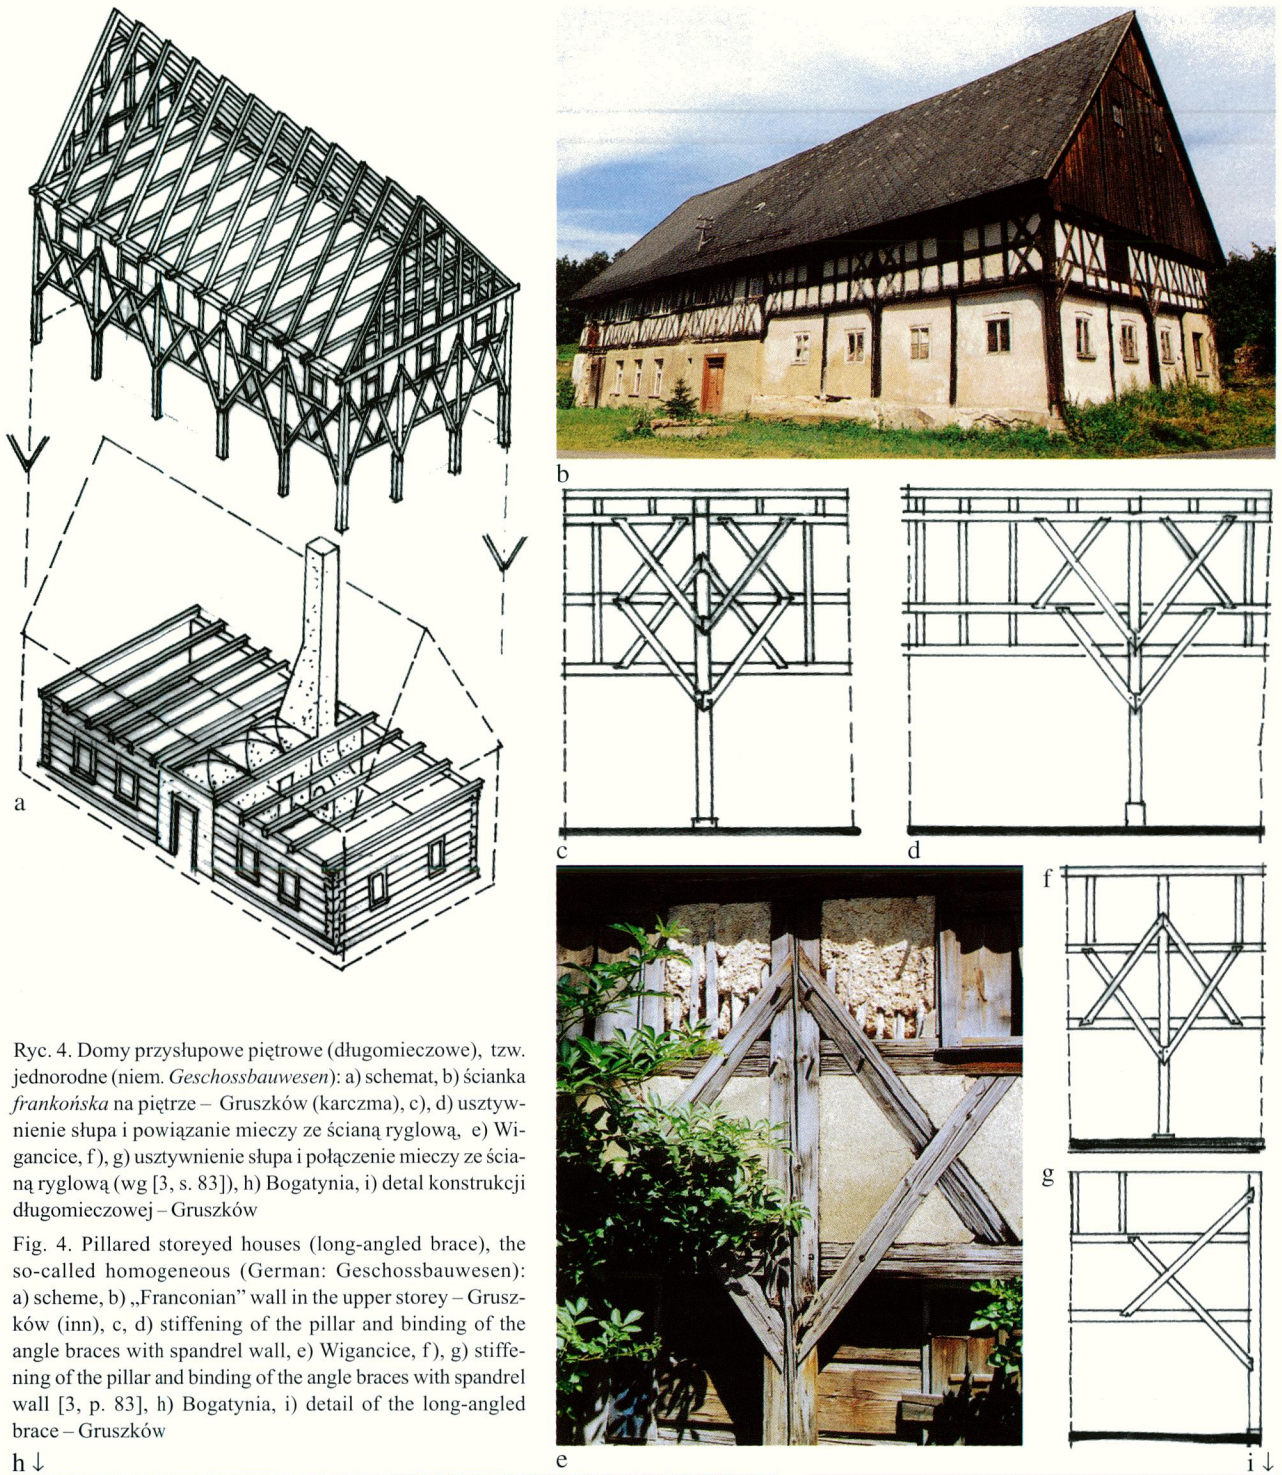 a
b
c
d
e
f
g
Ryc. 4. Domy przysłupowe piętrowe (długomieczowe), tzw.
jednorodne (niem. Geschossbauwesen): a) schemat, b) ścianka
frankońska na piętrze – Gruszków (karczma), c), d) usztyw-
nienie słupa i powiązanie mieczy ze ścianą ryglową, e) Wi-
gancice, f), g) usztywnienie słupa i połączenie mieczy ze ścia-
ną ryglową (wg [3, s. 83]), h) Bogatynia, i) detal konstrukcji
długomieczowej – Gruszków
Fig. 4. Pillared storeyed houses (long-angled brace), the
so-called homogeneous (German: Geschossbauwesen):
a) scheme, b) „Franconian” wall in the upper storey – Grusz-
ków (inn), c, d) stiffening of the pillar and binding of the
angle braces with spandrel wall, e) Wigancice, f), g) stiffe-
ning of the pillar and binding of the angle braces with spandrel
wall [3, p. 83], h) Bogatynia, i) detail of the long-angled
brace – Gruszków
h ↓
i ↓